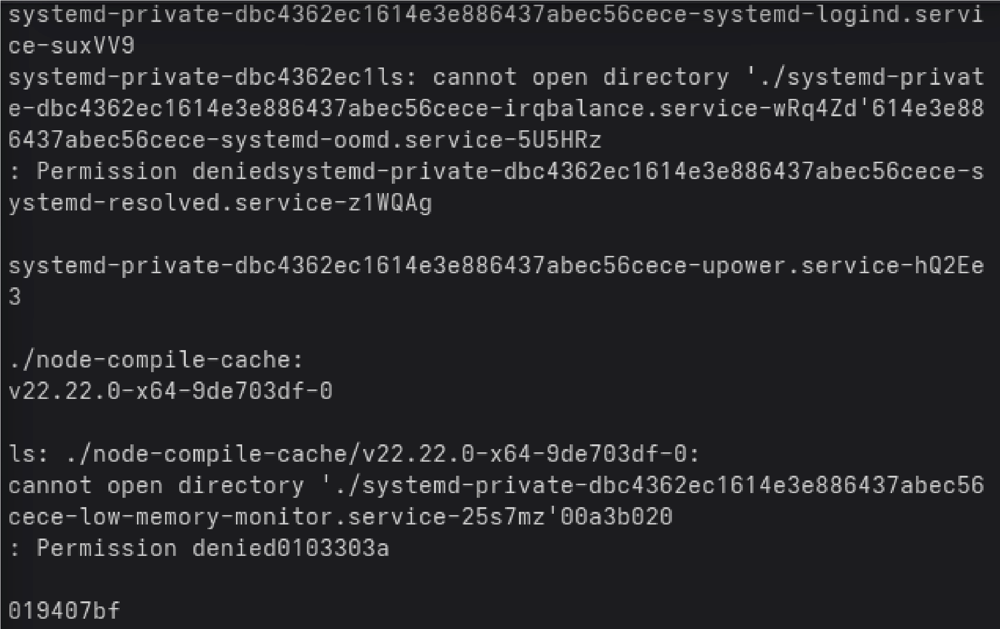 systemd-private-dbc4362ec1614e3e886437abec56cece-systemd-logind.servi
ce-suxVV9
systemd-private-dbc4362ec1ls: cannot open directory './systemd-privat
e-dbc4362ec1614e3e886437abec56cece-irqbalance.service-wRq4Zd'614e3e88
6437abec56cece-systemd-oomd.service-5U5HRz
: Permission deniedsystemd-private-dbc4362ec1614e3e886437abec56cece-s
ystemd-resolved.service-z1WQAg
systemd-private-dbc4362ec1614e3e886437abec56cece-upower.service-hQ2Ee
3
./node-compile-cache:
v22.22.0-x64-9de703df-0
ls: ./node-compile-cache/v22.22.0-x64-9de703df-0:
cannot open directory './systemd-private-dbc4362ec1614e3e886437abec56
cece-low-memory-monitor.service-25s7mz'00a3b020
: Permission denied0103303a
019407bf